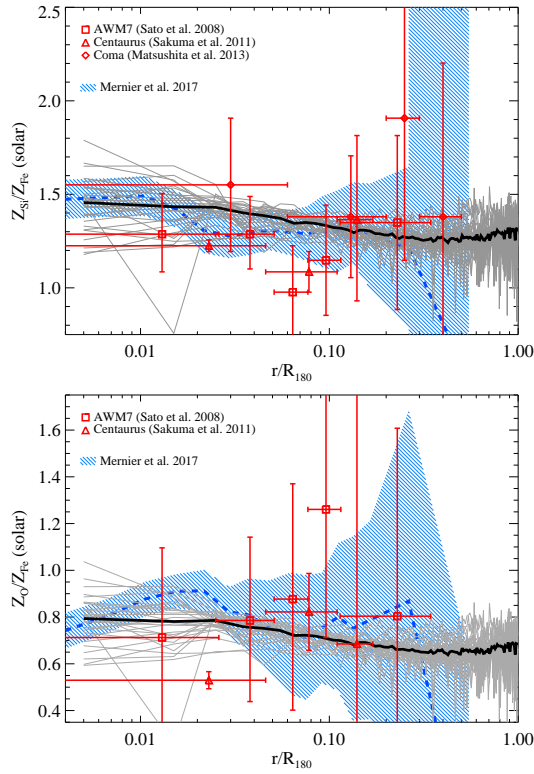 2.5
AWM7 (Sato et al. 2008)
Centaurus (Sakuma et al. 2011)
Coma (Matsushita et al. 2013)
2.0
Mernier et al. 2017
Z_Si/Z_Fe (solar)
1.5
1.0
0.01 0.10 1.00
r/R_180
1.6
AWM7 (Sato et al. 2008)
Centaurus (Sakuma et al. 2011)
1.4
Mernier et al. 2017
1.2
Z_O/Z_Fe (solar)
1.0
0.8
0.6
0.4
0.01 0.10 1.00
r/R_180